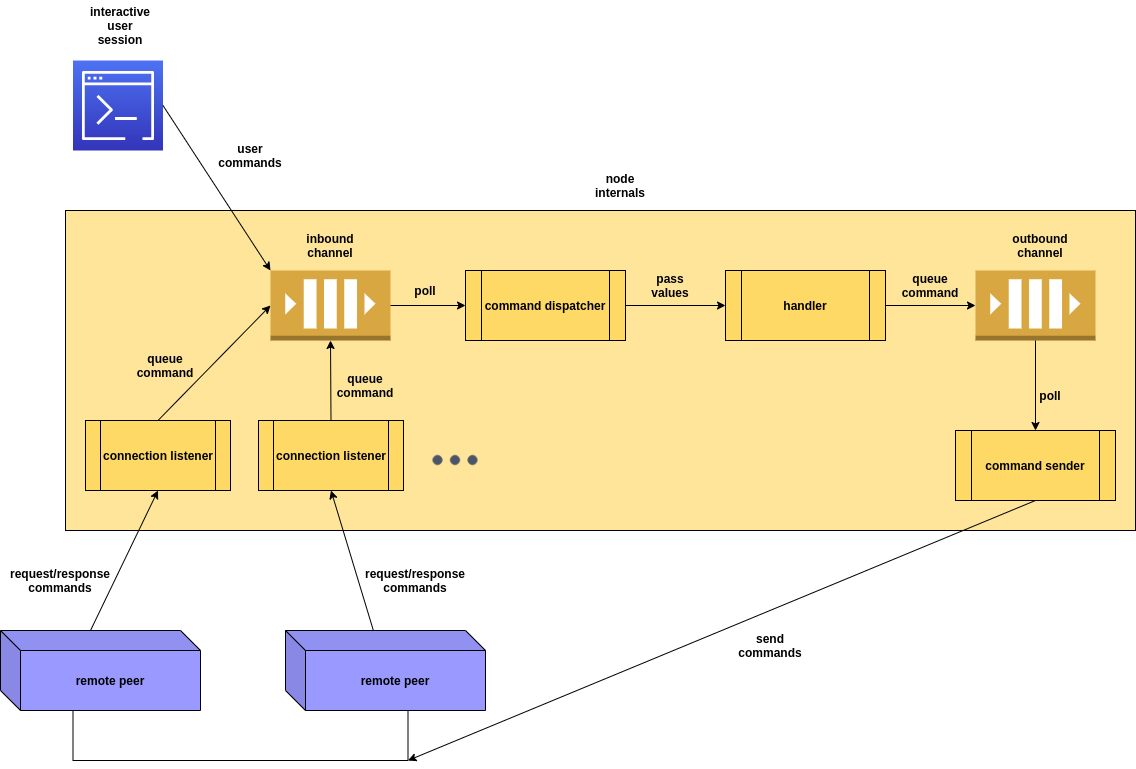 interactive
user
session
user
commands
node
internals
inbound
channel
outbound
channel
poll
command dispatcher
pass
values
handler
queue
command
queue
command
queue
command
poll
connection listener
connection listener
command sender
request/response
commands
request/response
commands
send
commands
remote peer
remote peer